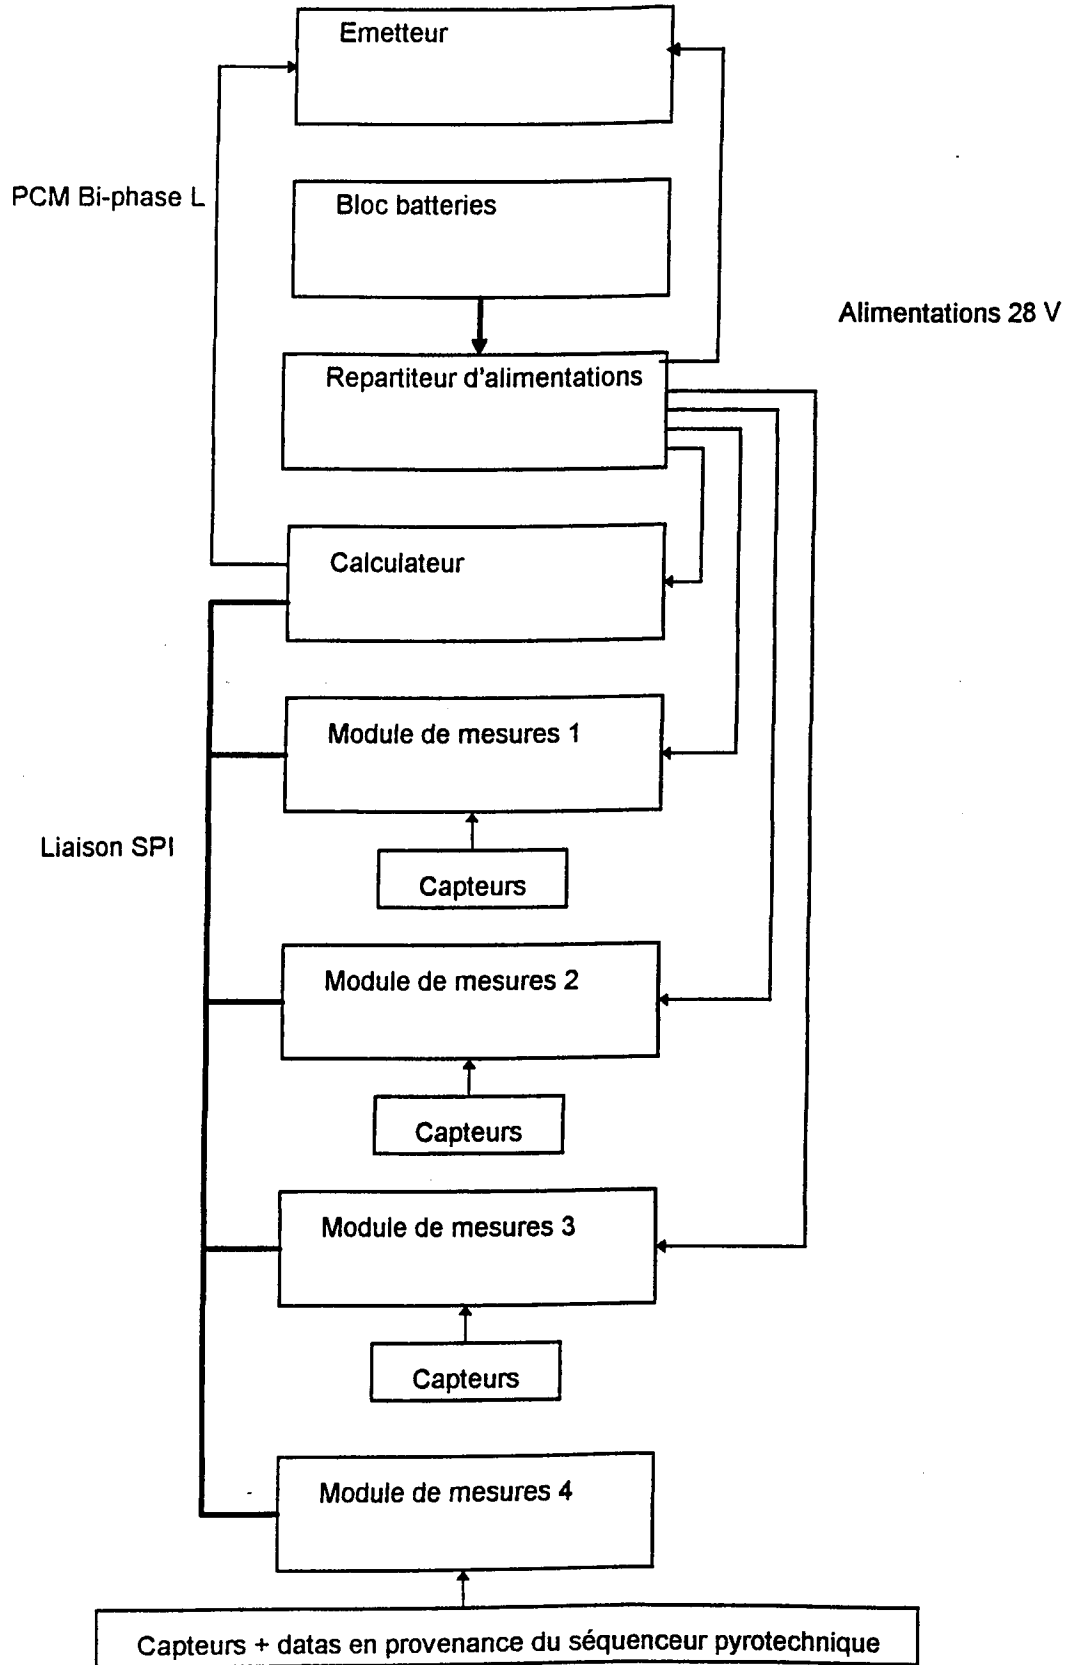 Emetteur
PCM Bi-phase L
Bloc batteries
Alimentations 28 V
Repartiteur d'alimentations
Calculateur
Module de mesures 1
Liaison SPI
Capteurs
Module de mesures 2
Capteurs
Module de mesures 3
Capteurs
Module de mesures 4
Capteurs + datas en provenance du séquenceur pyrotechnique